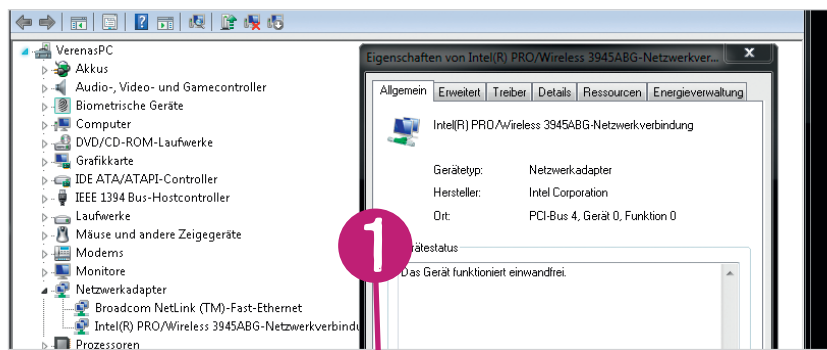 VerenasPC
Akkus
Audio-, Video- und Gamecontroller
Biometrische Geräte
Computer
DVD/CD-ROM-Laufwerke
Grafikkarte
IDE ATA/ATAPI-Controller
IEEE 1394 Bus-Hostcontroller
Laufwerke
Mäuse und andere Zeigegeräte
Modems
Monitore
Netzwerkadapter
Broadcom NetLink (TM)-Fast-Ethernet
Intel(R) PRO/Wireless 3945ABG-Netzwerkverbindu
Prozessoren
Eigenschaften von Intel(R) PRO/Wireless 3945ABG-Netzwerkver...
Allgemein Erweitert Treiber Details Ressourcen Energieverwaltung
Intel(R) PRO/Wireless 3945ABG-Netzwerkverbindung
Gerätetyp: Netzwerkadapter
Hersteller: Intel Corporation
Ort: PCI-Bus 4, Gerät 0, Funktion 0
1
rätestatus
Das Gerät funktioniert einwandfrei.